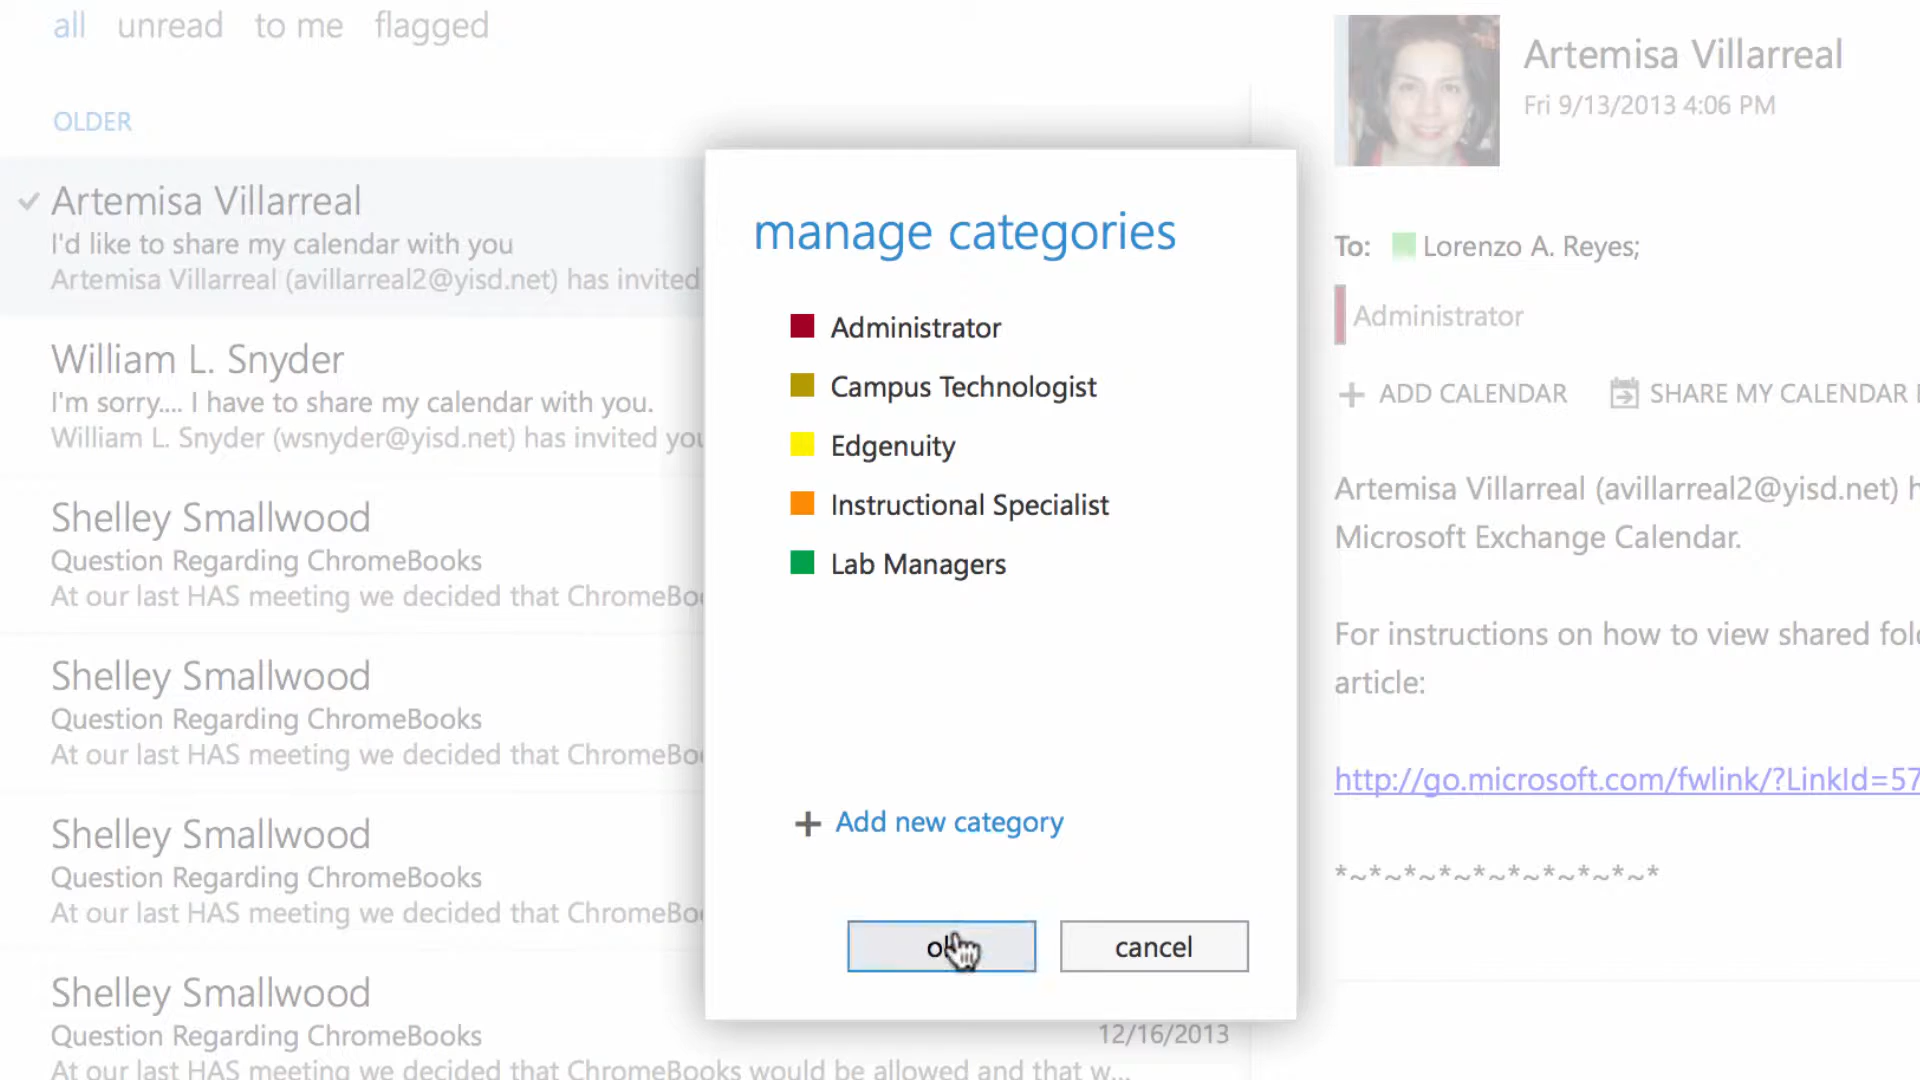 all unread to me flagged
OLDER
Artemisa Villarreal
I'd like to share my calendar with you
Artemisa Villarreal (avillarreal2@yisd.net) has invited
William L. Snyder
I'm sorry.... I have to share my calendar with you.
William L. Snyder (wsnyder@yisd.net) has invited you
Shelley Smallwood
Question Regarding ChromeBooks
At our last HAS meeting we decided that
Shelley Smallwood
Question Regarding ChromeBooks
At our last HAS meeting we decided that
Shelley Smallwood
Question Regarding ChromeBooks
At our last HAS meeting we decided that
Shelley Smallwood
Question Regarding ChromeBooks
12/16/2013
At our last HAS meeting we decided that ChromeBooks would be allowed and that w...
manage categories
Administrator
Campus Technologist
Edgenuity
Instructional Specialist
Lab Managers
+ Add new category
ok
cancel
Artemisa Villarreal
Fri 9/13/2013 4:06 PM
To: Lorenzo A. Reyes;
Administrator
+ ADD CALENDAR SHARE MY CALENDAR
Artemisa Villarreal (avillarreal2@yisd.net)
Microsoft Exchange Calendar.
For instructions on how to view shared
article:
http://go.microsoft.com/fwlink/?LinkId=57
*~*~*~*~*~*~*~*~*~*